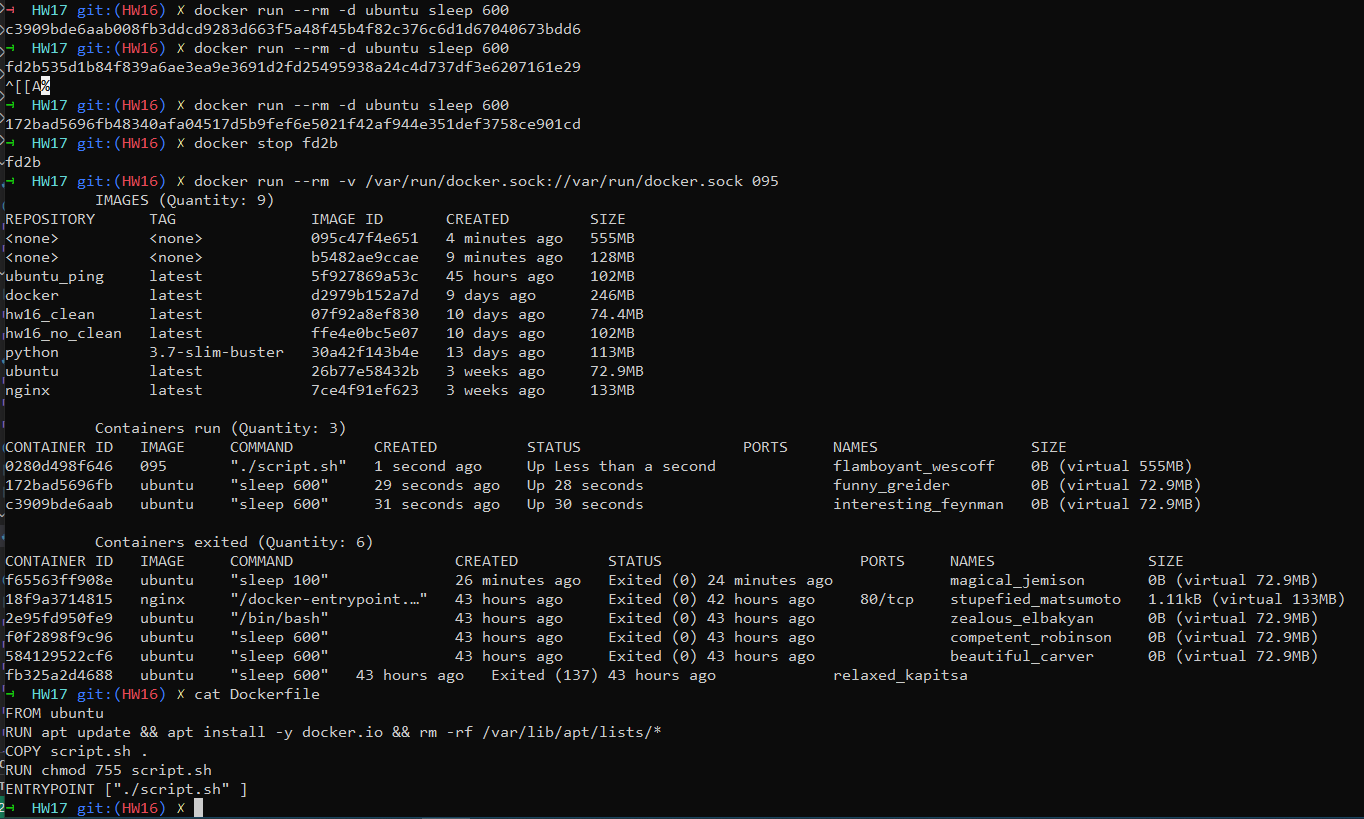 →  HW17 git:(HW16) ✗ docker run --rm -d ubuntu sleep 600
c3909bde6aab008fb3ddcd9283d663f5a48f45b4f82c376c6d1d67040673bdd6
→  HW17 git:(HW16) ✗ docker run --rm -d ubuntu sleep 600
fd2b535d1b84f839a6ae3ea9e3691d2fd25495938a24c4d737df3e6207161e29
^[[A%
→  HW17 git:(HW16) ✗ docker run --rm -d ubuntu sleep 600
172bad5696fb48340afa04517d5b9fef6e5021f42af944e351def3758ce901cd
→  HW17 git:(HW16) ✗ docker stop fd2b
fd2b
→  HW17 git:(HW16) ✗ docker run --rm -v /var/run/docker.sock://var/run/docker.sock 095
          IMAGES (Quantity: 9)
REPOSITORY      TAG               IMAGE ID       CREATED         SIZE
<none>          <none>            095c47f4e651   4 minutes ago   555MB
<none>          <none>            b5482ae9ccae   9 minutes ago   128MB
ubuntu_ping     latest            5f927869a53c   45 hours ago    102MB
docker          latest            d2979b152a7d   9 days ago      246MB
hw16_clean      latest            07f92a8ef830   10 days ago     74.4MB
hw16_no_clean   latest            ffe4e0bc5e07   10 days ago     102MB
python          3.7-slim-buster   30a42f143b4e   13 days ago     113MB
ubuntu          latest            26b77e58432b   3 weeks ago     72.9MB
nginx           latest            7ce4f91ef623   3 weeks ago     133MB
          Containers run (Quantity: 3)
CONTAINER ID   IMAGE     COMMAND         CREATED          STATUS                  PORTS     NAMES                 SIZE
0280d498f646   095       "./script.sh"   1 second ago     Up Less than a second             flamboyant_wescoff    0B (virtual 555MB)
172bad5696fb   ubuntu    "sleep 600"     29 seconds ago   Up 28 seconds                     funny_greider         0B (virtual 72.9MB)
c3909bde6aab   ubuntu    "sleep 600"     31 seconds ago   Up 30 seconds                     interesting_feynman   0B (virtual 72.9MB)
          Containers exited (Quantity: 6)
CONTAINER ID   IMAGE     COMMAND                  CREATED          STATUS                      PORTS     NAMES                 SIZE
f65563ff908e   ubuntu    "sleep 100"              26 minutes ago   Exited (0) 24 minutes ago             magical_jemison       0B (virtual 72.9MB)
18f9a3714815   nginx     "/docker-entrypoint.…"   43 hours ago     Exited (0) 42 hours ago     80/tcp    stupefied_matsumoto   1.11kB (virtual 133MB)
2e95fd950fe9   ubuntu    "/bin/bash"              43 hours ago     Exited (0) 43 hours ago               zealous_elbakyan      0B (virtual 72.9MB)
f0f2898f9c96   ubuntu    "sleep 600"              43 hours ago     Exited (0) 43 hours ago               competent_robinson    0B (virtual 72.9MB)
584129522cf6   ubuntu    "sleep 600"              43 hours ago     Exited (0) 43 hours ago               beautiful_carver      0B (virtual 72.9MB)
fb325a2d4688   ubuntu    "sleep 600"   43 hours ago   Exited (137) 43 hours ago             relaxed_kapitsa
→  HW17 git:(HW16) ✗ cat Dockerfile
FROM ubuntu
RUN apt update && apt install -y docker.io && rm -rf /var/lib/apt/lists/*
COPY script.sh .
RUN chmod 755 script.sh
ENTRYPOINT ["./script.sh" ]
→  HW17 git:(HW16) ✗